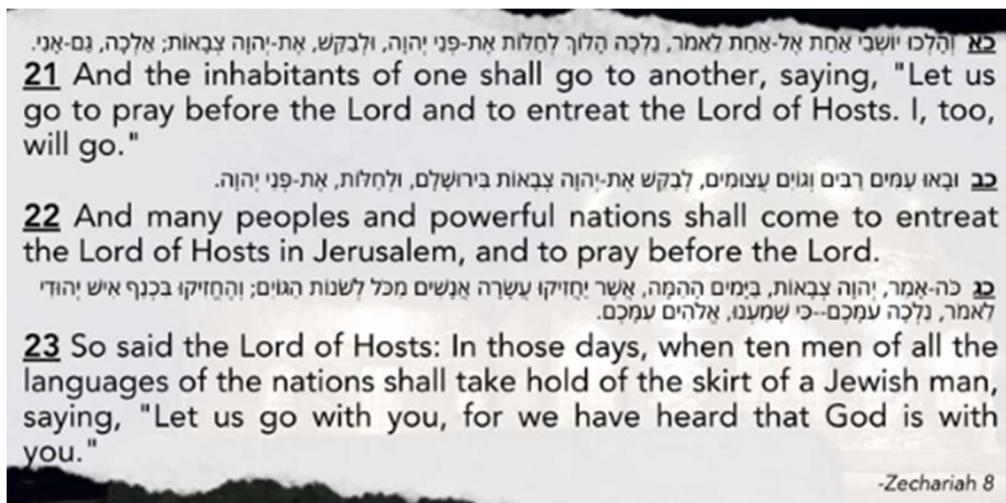 כא וְהָלְכוּ יוֹשְׁבֵי אַחַת אֶל-אַחַת לֵאמֹר, נֵלְכָה הָלוֹךְ לְחַלּוֹת אֶת-פְּנֵי יְהוָה, וּלְבַקֵּשׁ, אֶת-יְהוָה צְבָאוֹת; אֵלְכָה, גַּם-אָנִי.
21 And the inhabitants of one shall go to another, saying, "Let us
go to pray before the Lord and to entreat the Lord of Hosts. I, too,
will go."
כב וּבָאוּ עַמִּים רַבִּים וְגוֹיִם עֲצוּמִים, לְבַקֵּשׁ אֶת-יְהוָה צְבָאוֹת בִּירוּשָׁלִָם, וּלְחַלּוֹת, אֶת-פְּנֵי יְהוָה.
22 And many peoples and powerful nations shall come to entreat
the Lord of Hosts in Jerusalem, and to pray before the Lord.
כג כֹּה-אָמַר, יְהוָה צְבָאוֹת, בַּיָּמִים הָהֵמָּה, אֲשֶׁר יַחֲזִיקוּ עֲשָׂרָה אֲנָשִׁים מִכֹּל לְשֹׁנוֹת הַגּוֹיִם; וְהֶחֱזִיקוּ בִּכְנַף אִישׁ יְהוּדִי
לֵאמֹר, נֵלְכָה עִמָּכֶם--כִּי שָׁמַעְנוּ, אֱלֹהִים עִמָּכֶם.
23 So said the Lord of Hosts: In those days, when ten men of all the
languages of the nations shall take hold of the skirt of a Jewish man,
saying, "Let us go with you, for we have heard that God is with
you."
-Zechariah 8